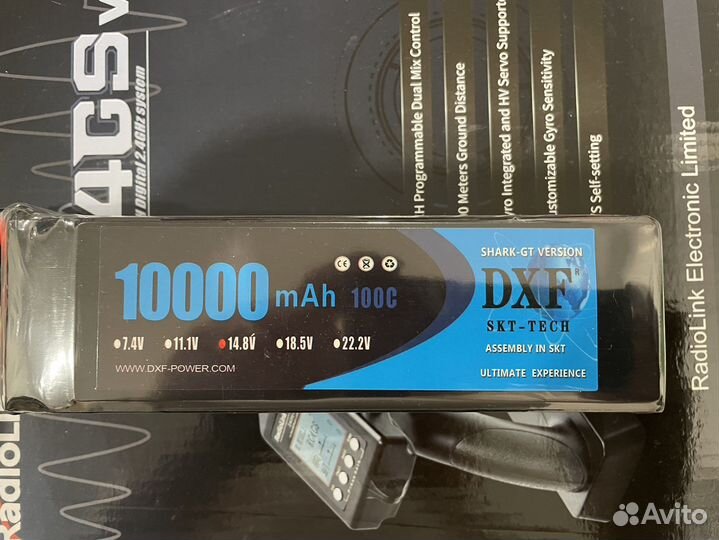 10000 mAh 100C
7.4V 11.1V 14.8V 18.5V 22.2V
WWW.DXF-POWER.COM
SHARK-GT VERSION
DXF R
SKT-TECH
ASSEMBLY IN SKT
ULTIMATE EXPERIENCE
4GS
Digital 2.4GHz system
Programmable Dual Mix Control
Meters Ground Distance
Integrated and HV Servo Supporte
Gyro Sensitivity
Self-setting
RadioLink Electronic Limited
Avito